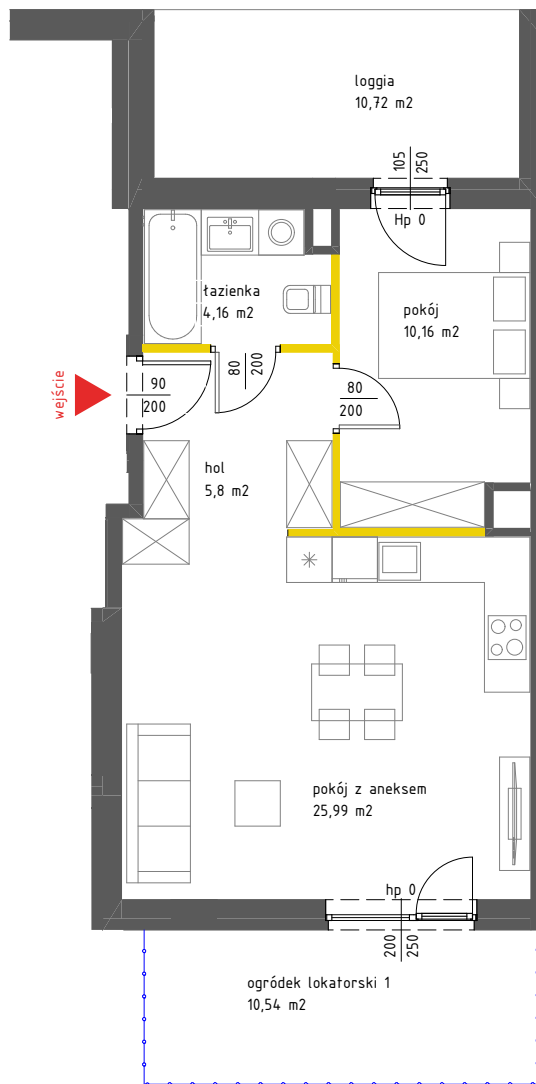 loggia
10,72 m2
105
250
Hp 0
łazienka
4,16 m2
pokój
10,16 m2
wejście
90
200
80
200
80
200
hol
5,8 m2
pokój z aneksem
25,99 m2
hp 0
200
250
ogródek lokatorski 1
10,54 m2